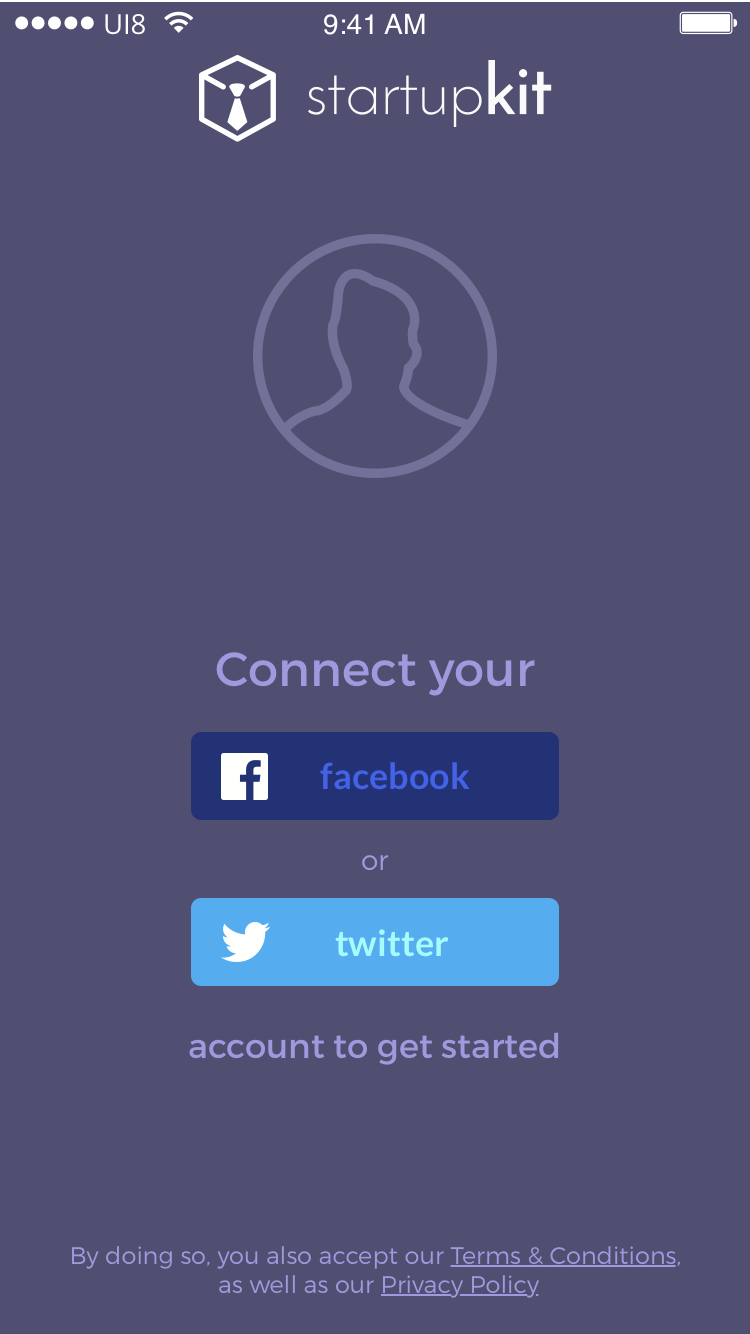 UI8 9:41 AM
startupkit
Connect your
facebook
or
twitter
account to get started
By doing so, you also accept our Terms & Conditions,
as well as our Privacy Policy